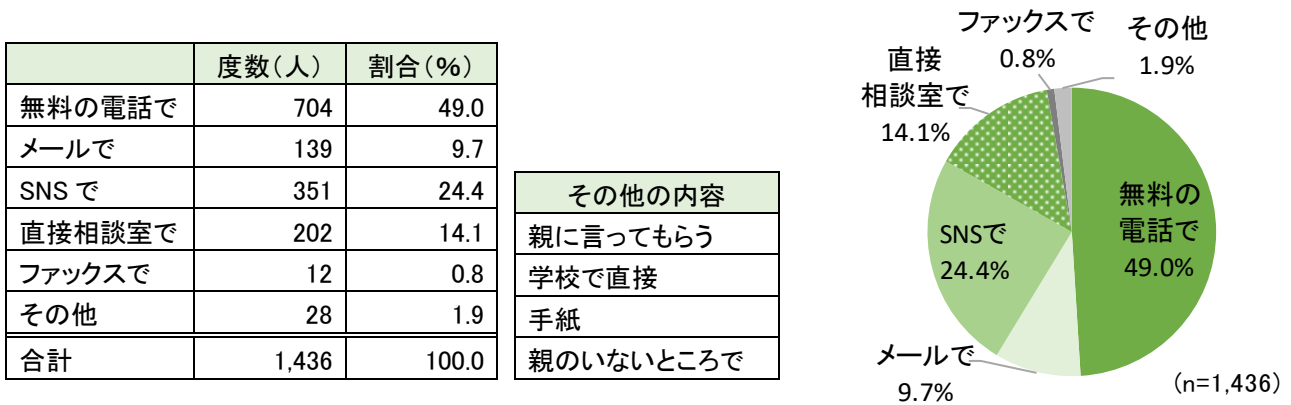 度数（人） 割合（％）
無料の電話で 704 49.0
メールで 139 9.7
SNS で 351 24.4
直接相談室で 202 14.1
ファックスで 12 0.8
その他 28 1.9
合計 1,436 100.0
その他の内容
親に言ってもらう
学校で直接
手紙
親のいないところで
ファックスで
0.8%
その他
1.9%
直接
相談室で
14.1%
無料の
電話で
49.0%
SNSで
24.4%
メールで
9.7%
（n=1,436）